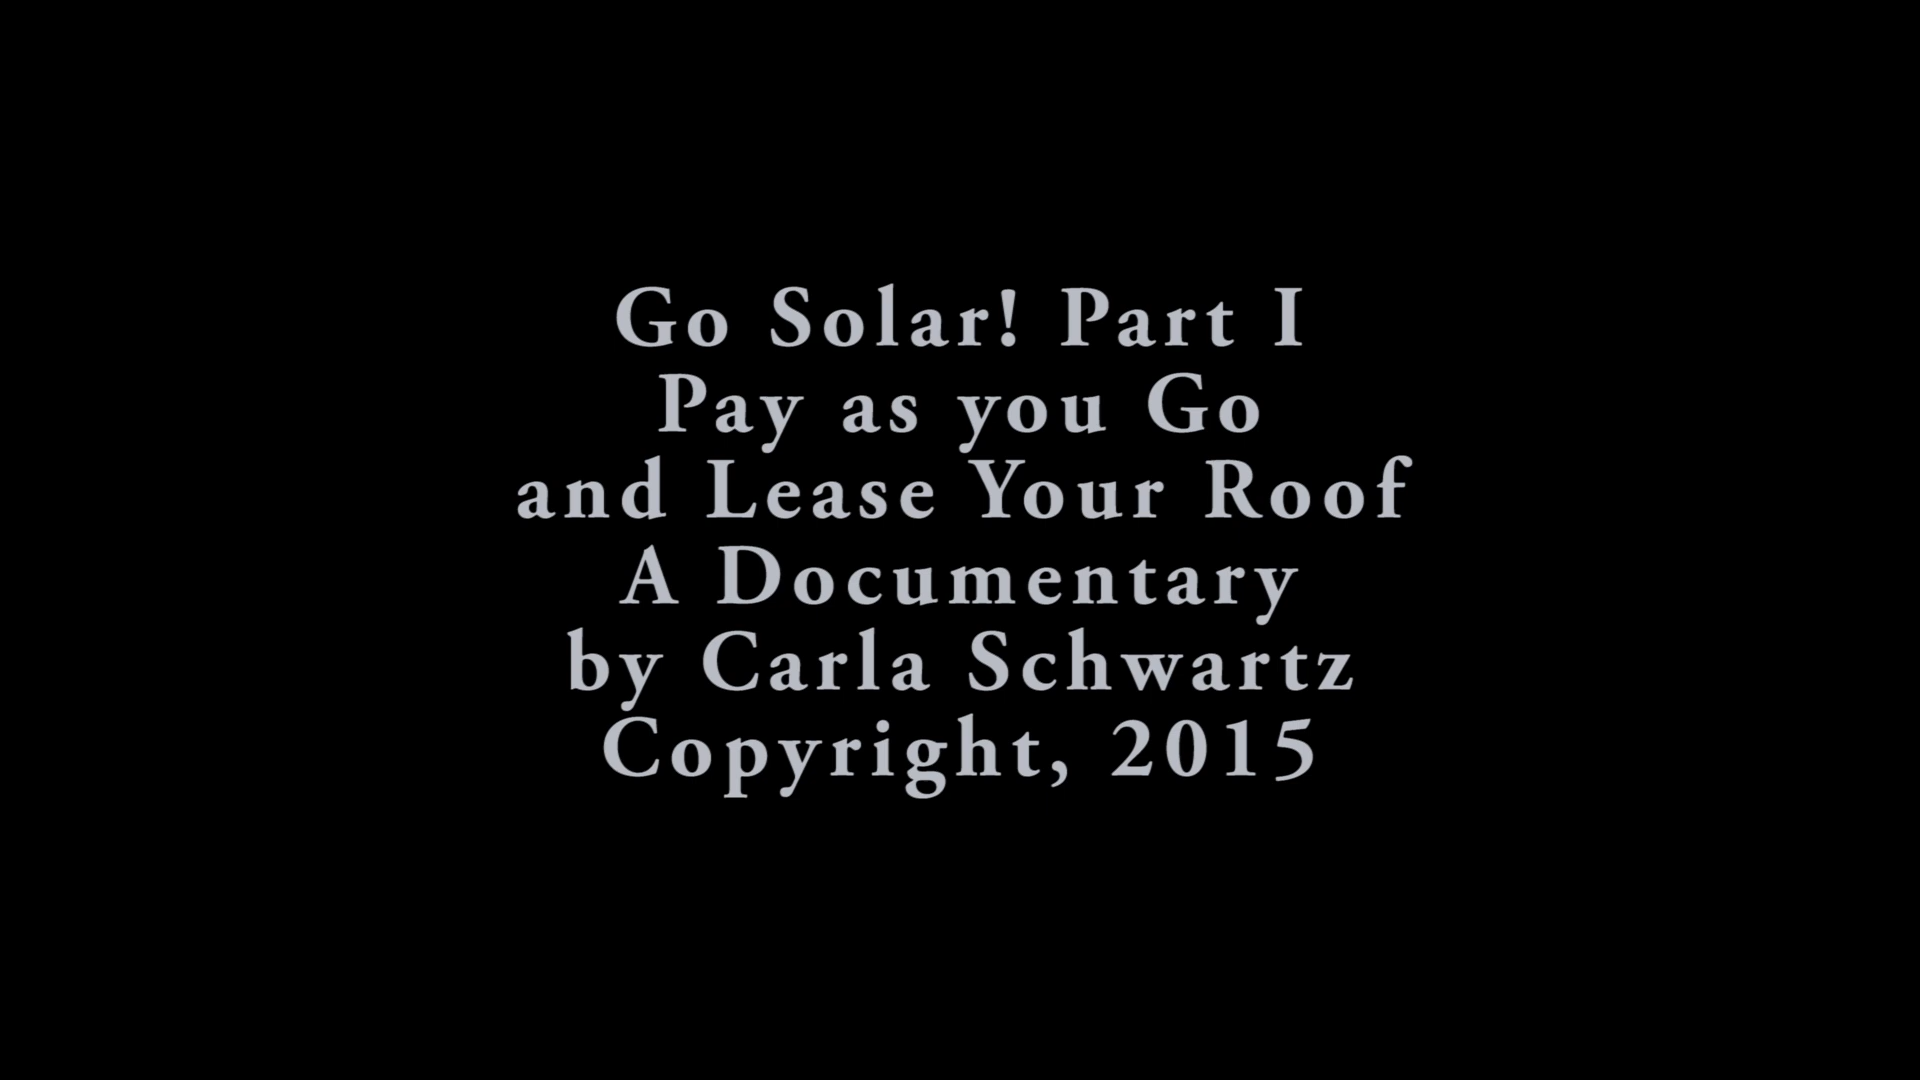 Go Solar! Part I
Pay as you Go
and Lease Your Roof
A Documentary
by Carla Schwartz
Copyright, 2015